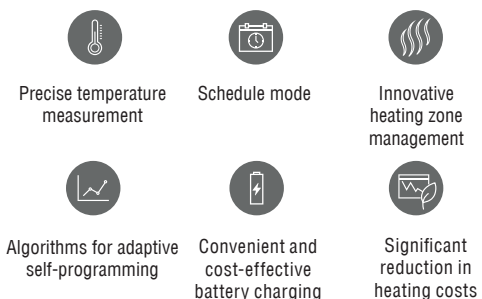 Precise temperature
measurement
Schedule mode
Innovative
heating zone
management
Algorithms for adaptive
self-programming
Convenient and
cost-effective
battery charging
Significant
reduction in
heating costs